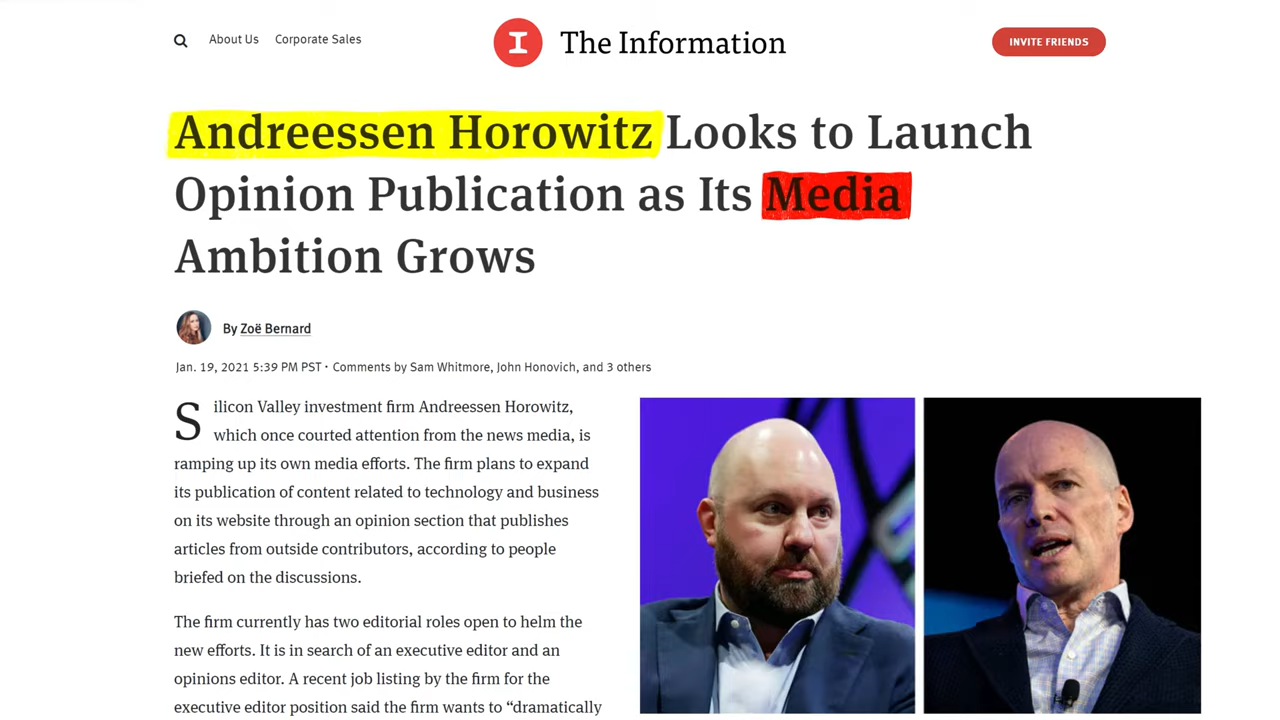 About Us Corporate Sales
I The Information
INVITE FRIENDS
Andreessen Horowitz Looks to Launch
Opinion Publication as Its Media
Ambition Grows
By Zoë Bernard
Jan. 19, 2021 5:39 PM PST · Comments by Sam Whitmore, John Honovich, and 3 others
Silicon Valley investment firm Andreessen Horowitz,
which once courted attention from the news media, is
ramping up its own media efforts. The firm plans to expand
its publication of content related to technology and business
on its website through an opinion section that publishes
articles from outside contributors, according to people
briefed on the discussions.
The firm currently has two editorial roles open to helm the
new efforts. It is in search of an executive editor and an
opinions editor. A recent job listing by the firm for the
executive editor position said the firm wants to “dramatically